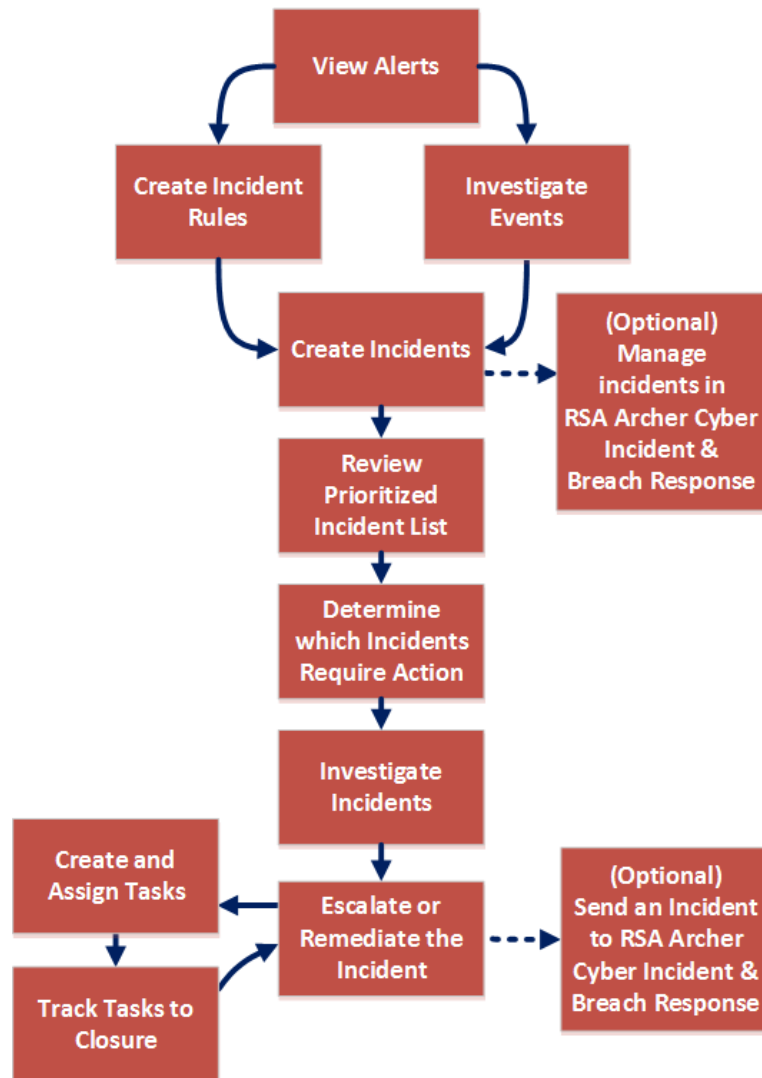 View Alerts
Create Incident
Rules
Investigate
Events
Create Incidents
(Optional)
Manage
incidents in
RSA Archer Cyber
Incident &
Breach Response
Review
Prioritized
Incident List
Determine
which Incidents
Require Action
Investigate
Incidents
Create and
Assign Tasks
Escalate or
Remediate the
Incident
(Optional)
Send an Incident
to RSA Archer
Cyber Incident &
Breach Response
Track Tasks to
Closure